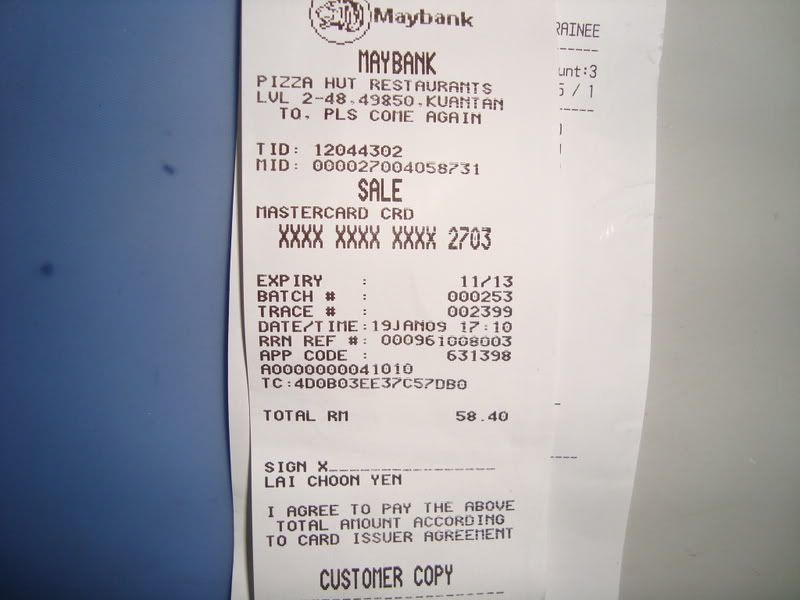 Maybank
MAYBANK
PIZZA HUT RESTAURANTS
LVL 2-48,49850,KUANTAN
TO, PLS COME AGAIN
TID: 12044302
MID: 000027004058731
SALE
MASTERCARD CRD
XXXX XXXX XXXX 2703
EXPIRY : 11/13
BATCH # : 000253
TRACE # : 002399
DATE/TIME:19JAN09 17:10
RRN REF #: 000961008003
APP CODE : 631398
A0000000041010
TC:4D0B03EE37C57DB0
TOTAL RM 58.40
SIGN X____________________
LAI CHOON YEN
I AGREE TO PAY THE ABOVE
TOTAL AMOUNT ACCORDING
TO CARD ISSUER AGREEMENT
CUSTOMER COPY
RAINEE
unt:3
/ 1